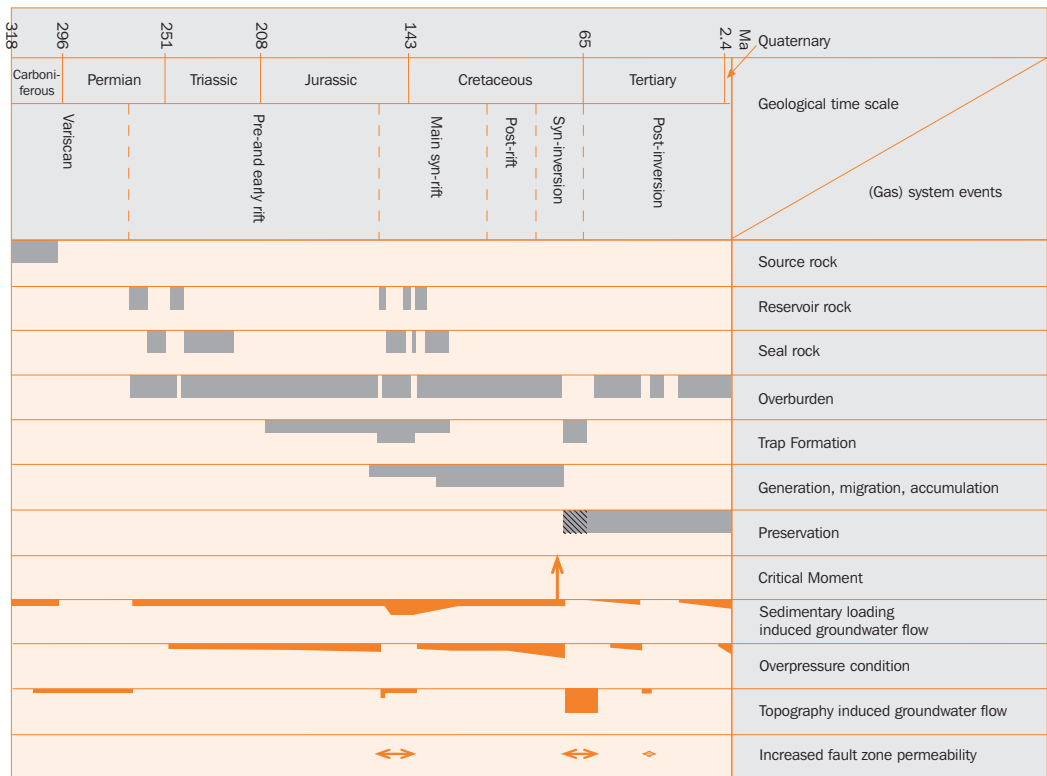 318
296
251
208
143
65
2.4
Ma
Quaternary
Carboni-
ferous
Permian
Triassic
Jurassic
Cretaceous
Tertiary
Geological time scale
Variscan
Pre-and early rift
Main syn-rift
Post-rift
Syn-inversion
Post-inversion
(Gas) system events
Source rock
Reservoir rock
Seal rock
Overburden
Trap Formation
Generation, migration, accumulation
Preservation
Critical Moment
Sedimentary loading
induced groundwater flow
Overpressure condition
Topography induced groundwater flow
Increased fault zone permeability